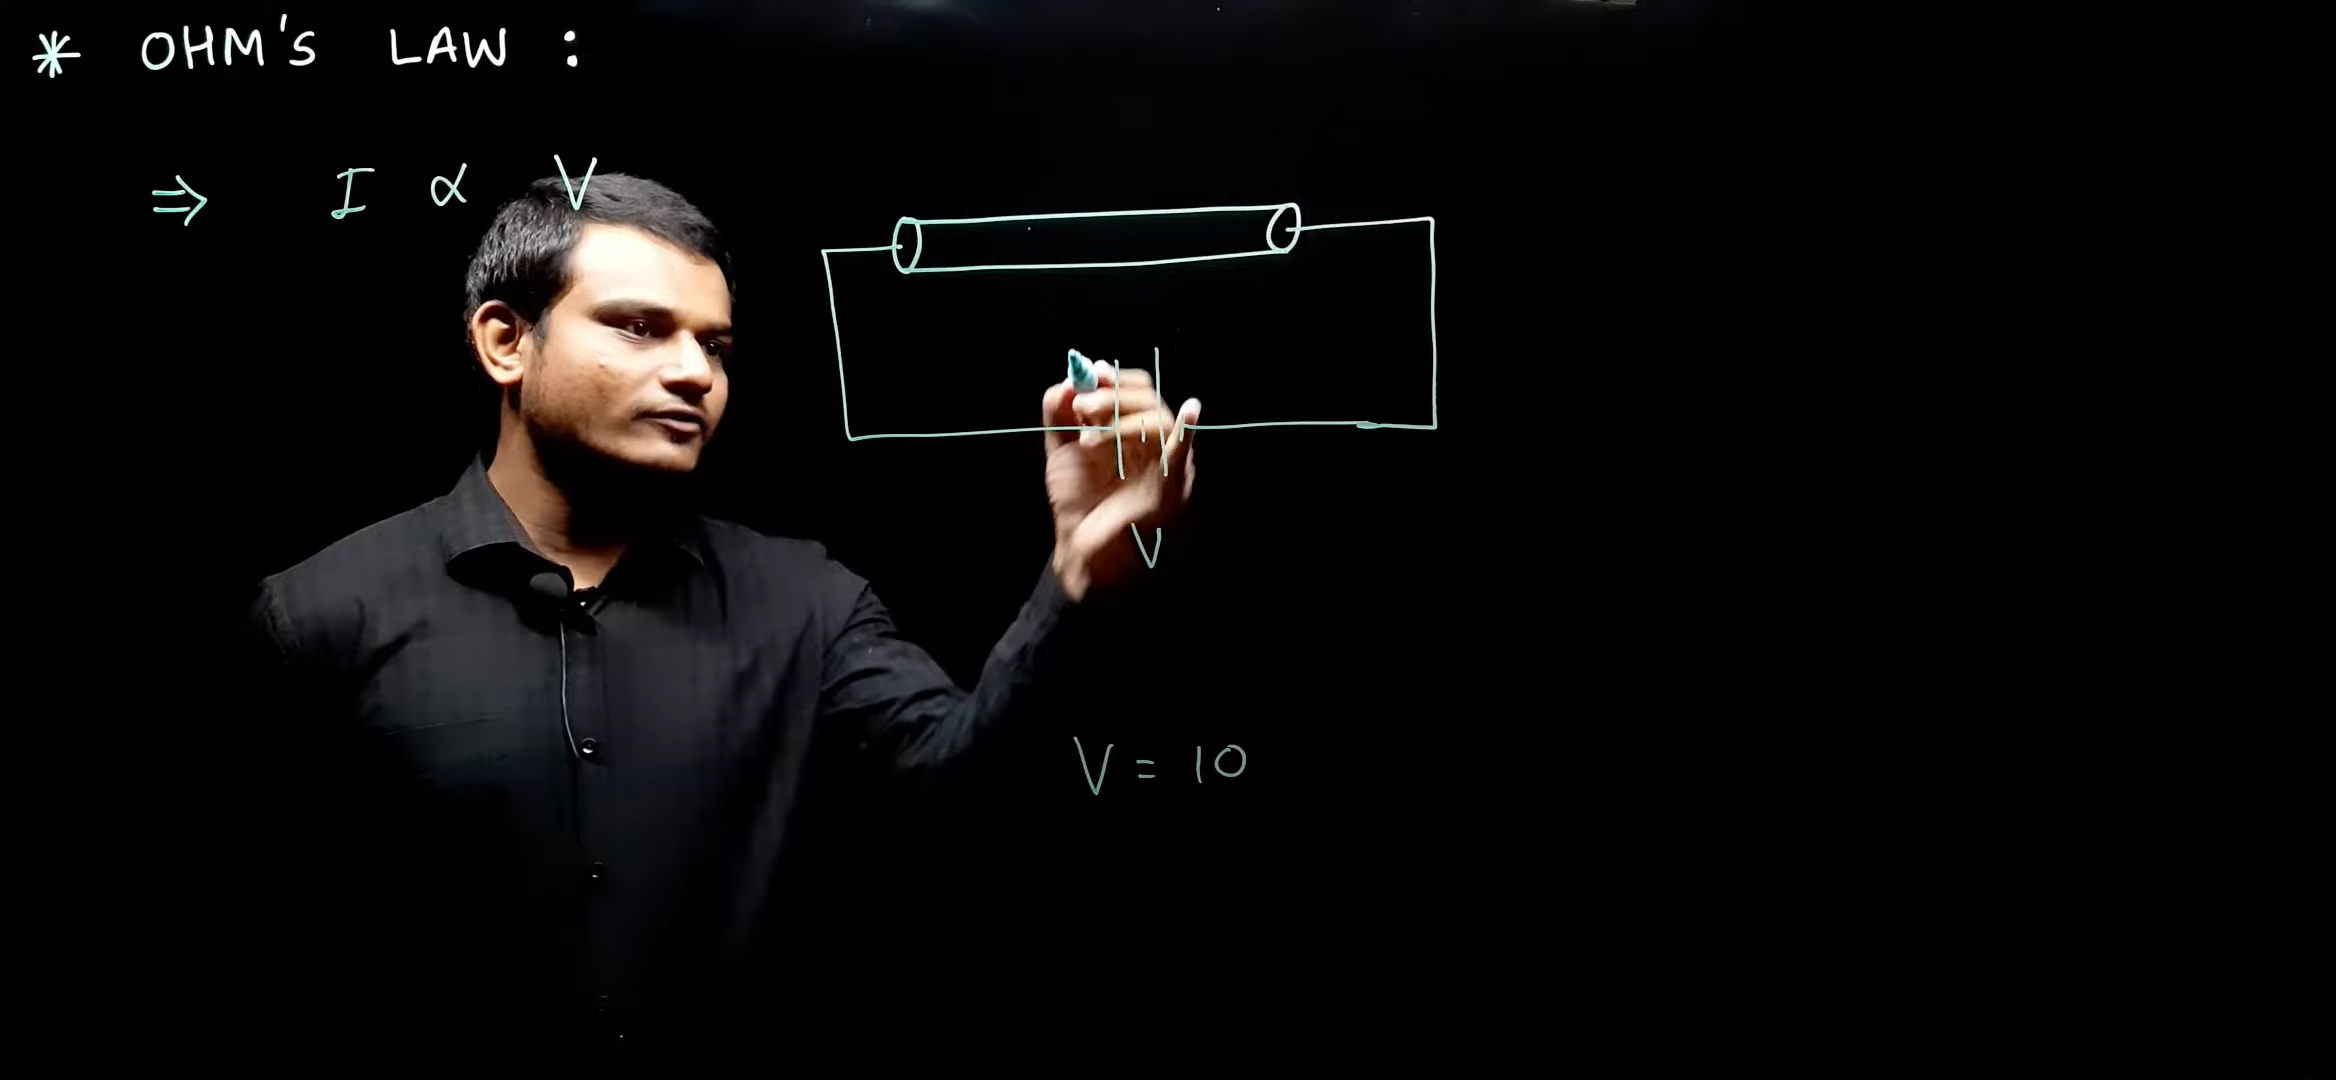 * OHM'S LAW :
⇒ I ∝ V
V
V = 10